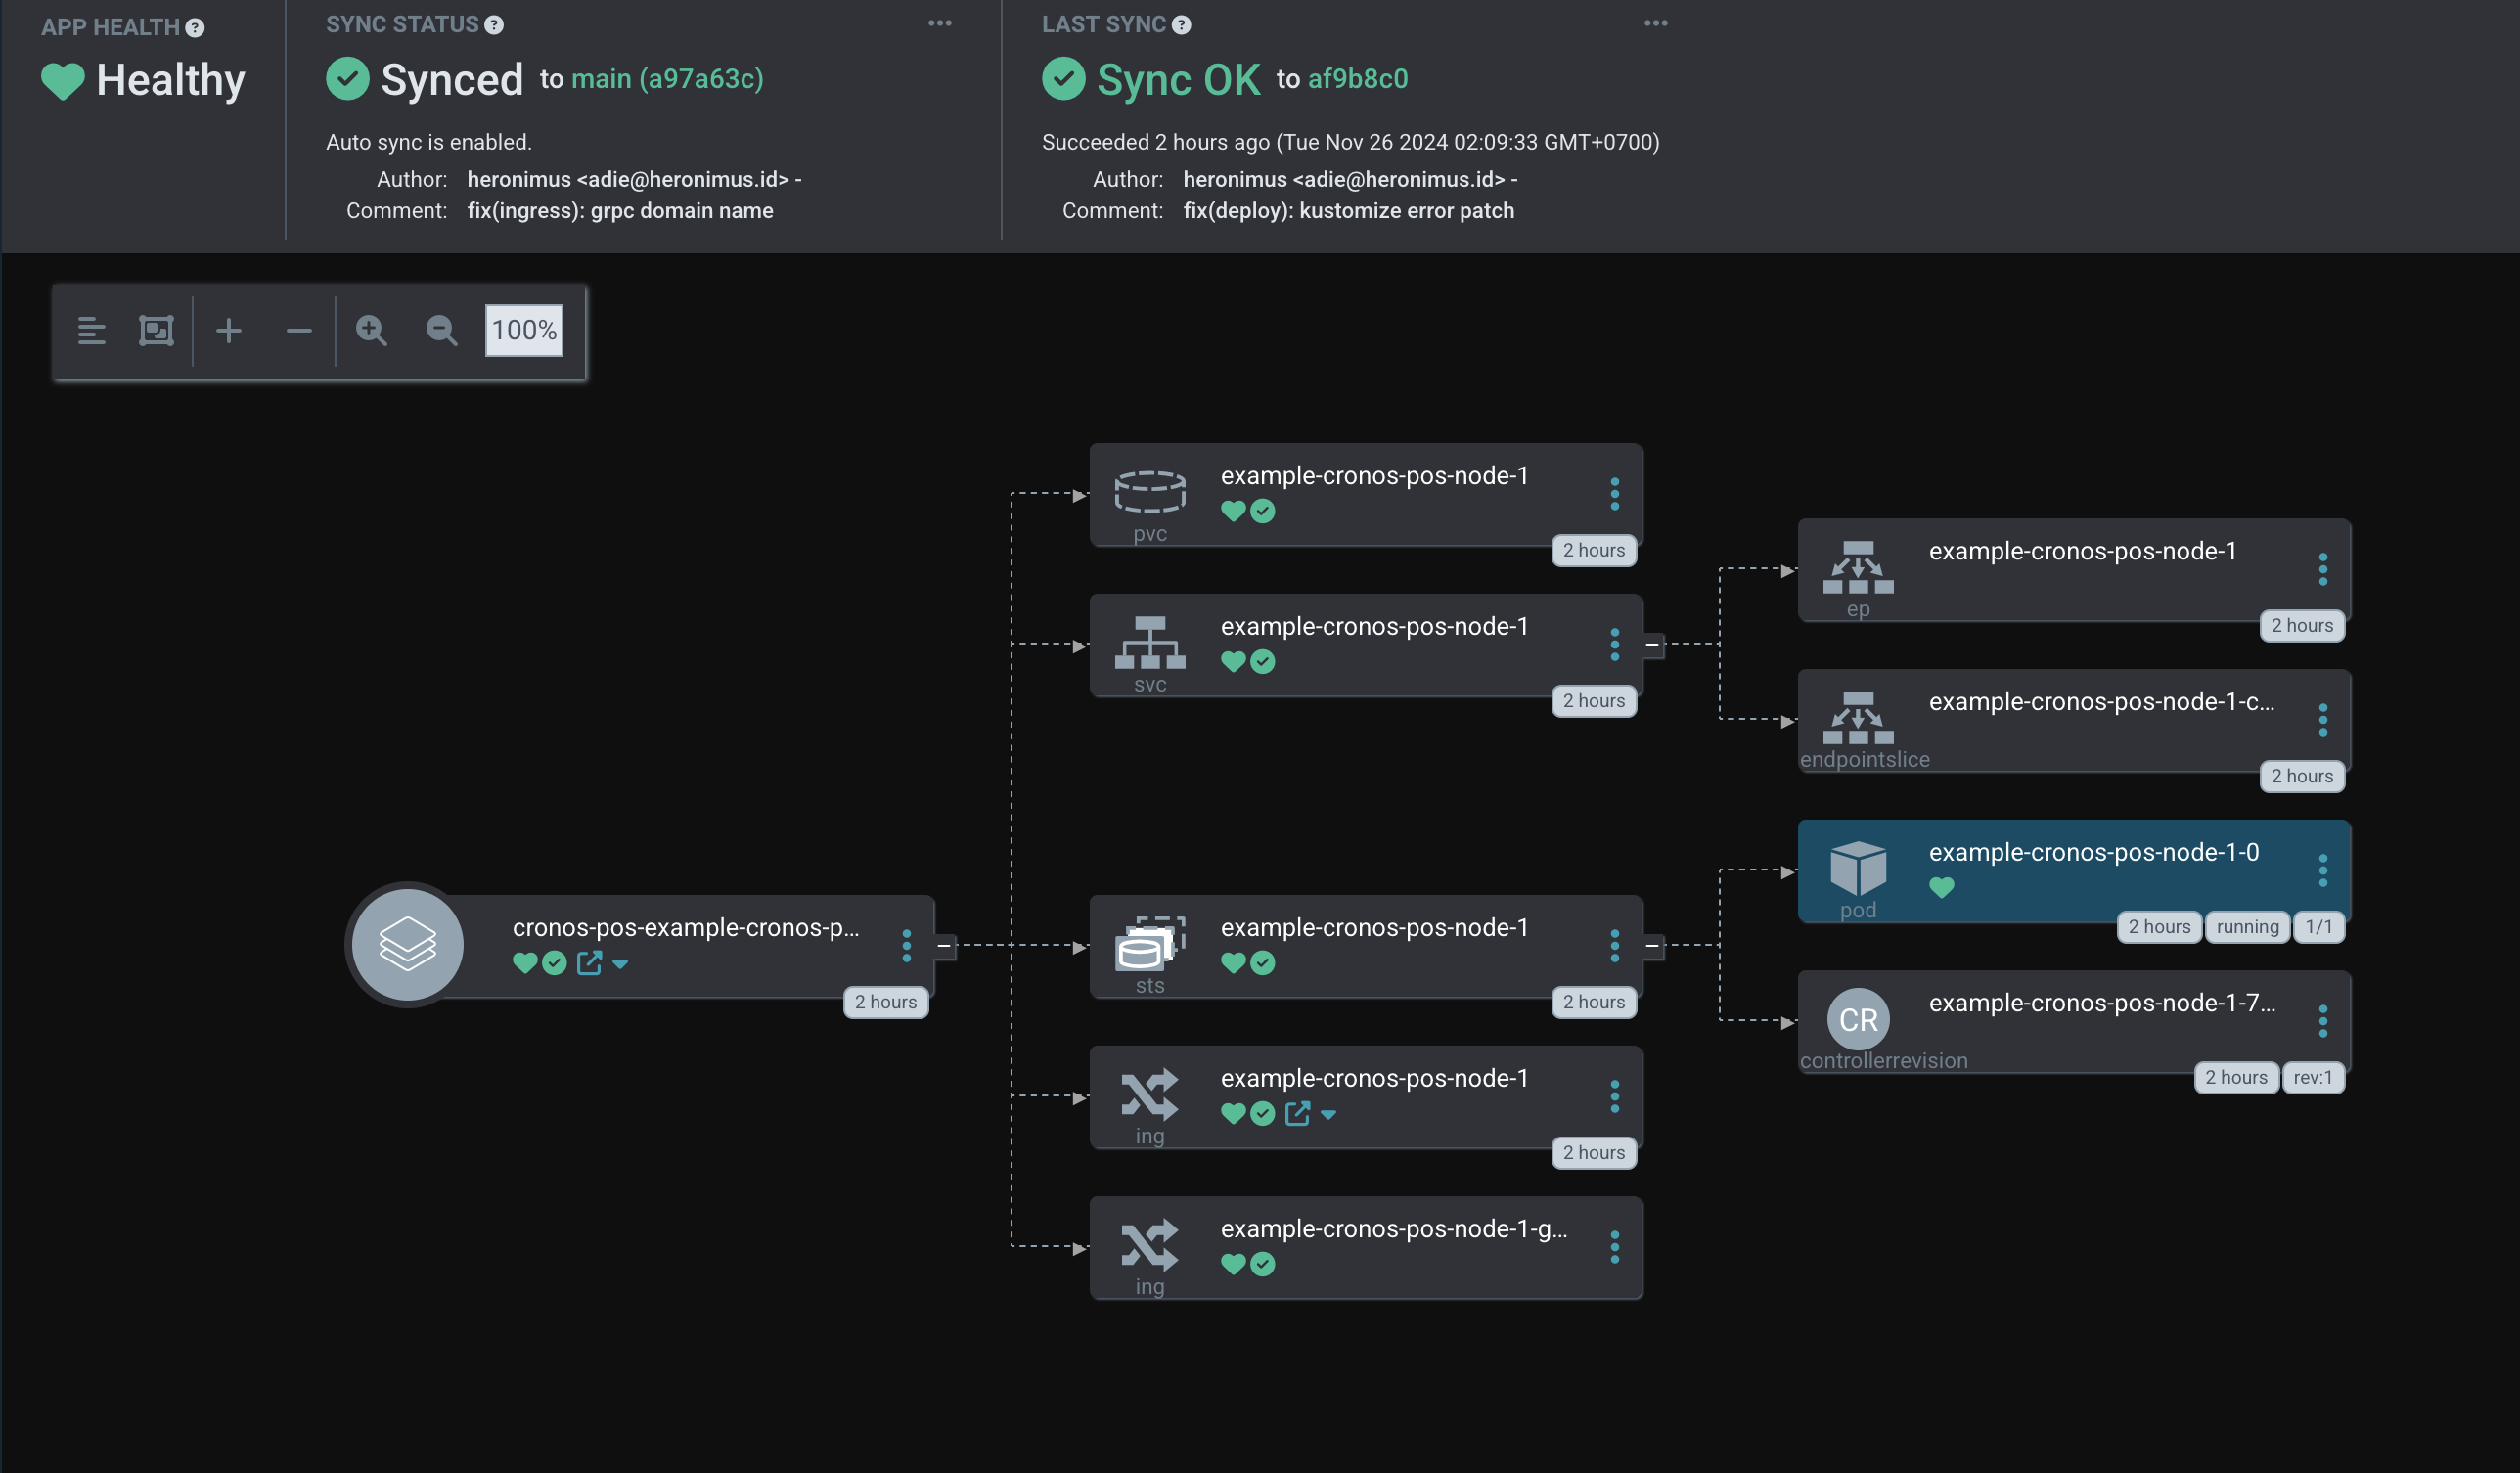 APP HEALTH
Healthy
SYNC STATUS
Synced to main (a97a63c)
Auto sync is enabled.
Author: heronimus <adie@heronimus.id> -
Comment: fix(ingress): grpc domain name
LAST SYNC
Sync OK to af9b8c0
Succeeded 2 hours ago (Tue Nov 26 2024 02:09:33 GMT+0700)
Author: heronimus <adie@heronimus.id> -
Comment: fix(deploy): kustomize error patch
100%
cronos-pos-example-cronos-p...
2 hours
example-cronos-pos-node-1
pvc
2 hours
example-cronos-pos-node-1
svc
2 hours
example-cronos-pos-node-1
sts
2 hours
example-cronos-pos-node-1
ing
2 hours
example-cronos-pos-node-1-g...
ing
example-cronos-pos-node-1
ep
2 hours
example-cronos-pos-node-1-c...
endpointslice
2 hours
example-cronos-pos-node-1-0
pod
2 hours running 1/1
CR
example-cronos-pos-node-1-7...
controllerrevision
2 hours rev:1